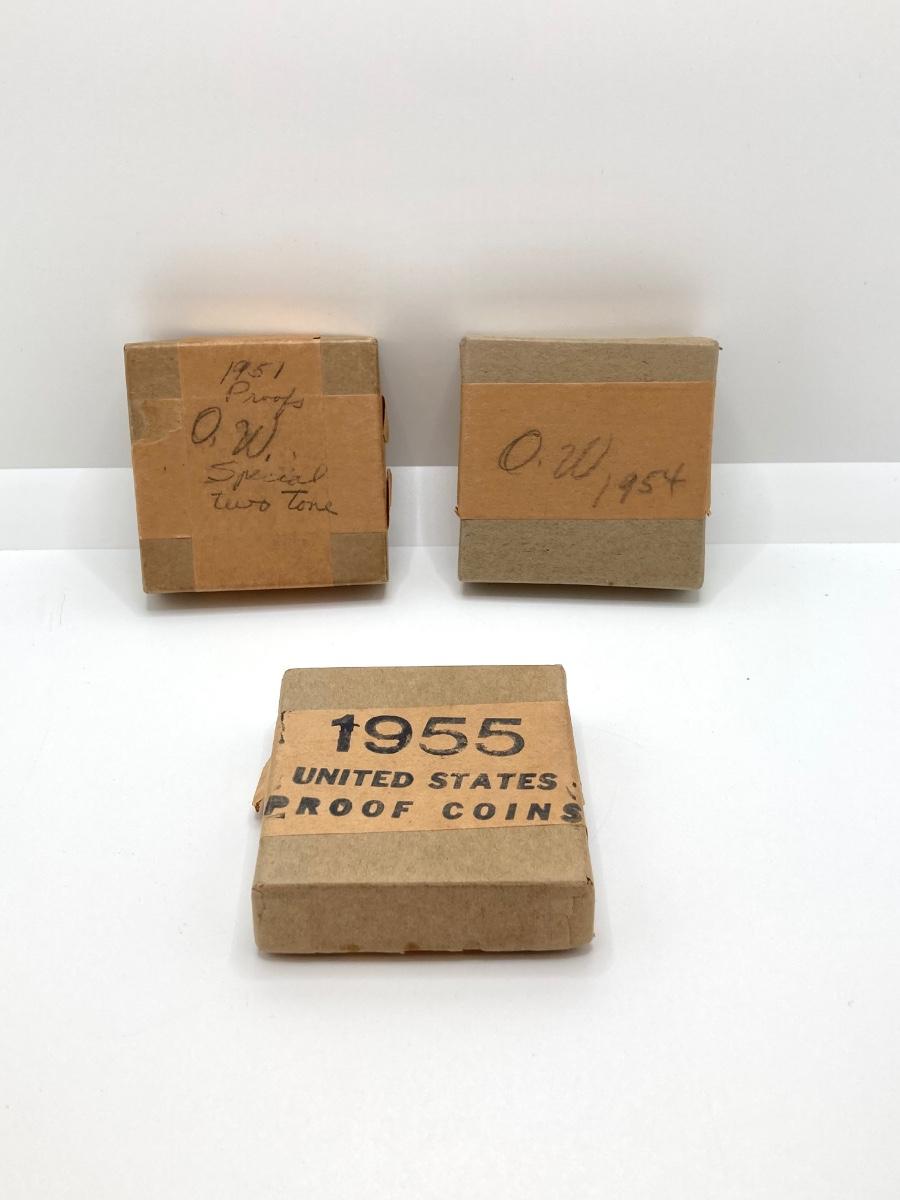 1951
Proofs
O. W.
Special
two Tone
O. W.
1954
1955
UNITED STATES
PROOF COINS